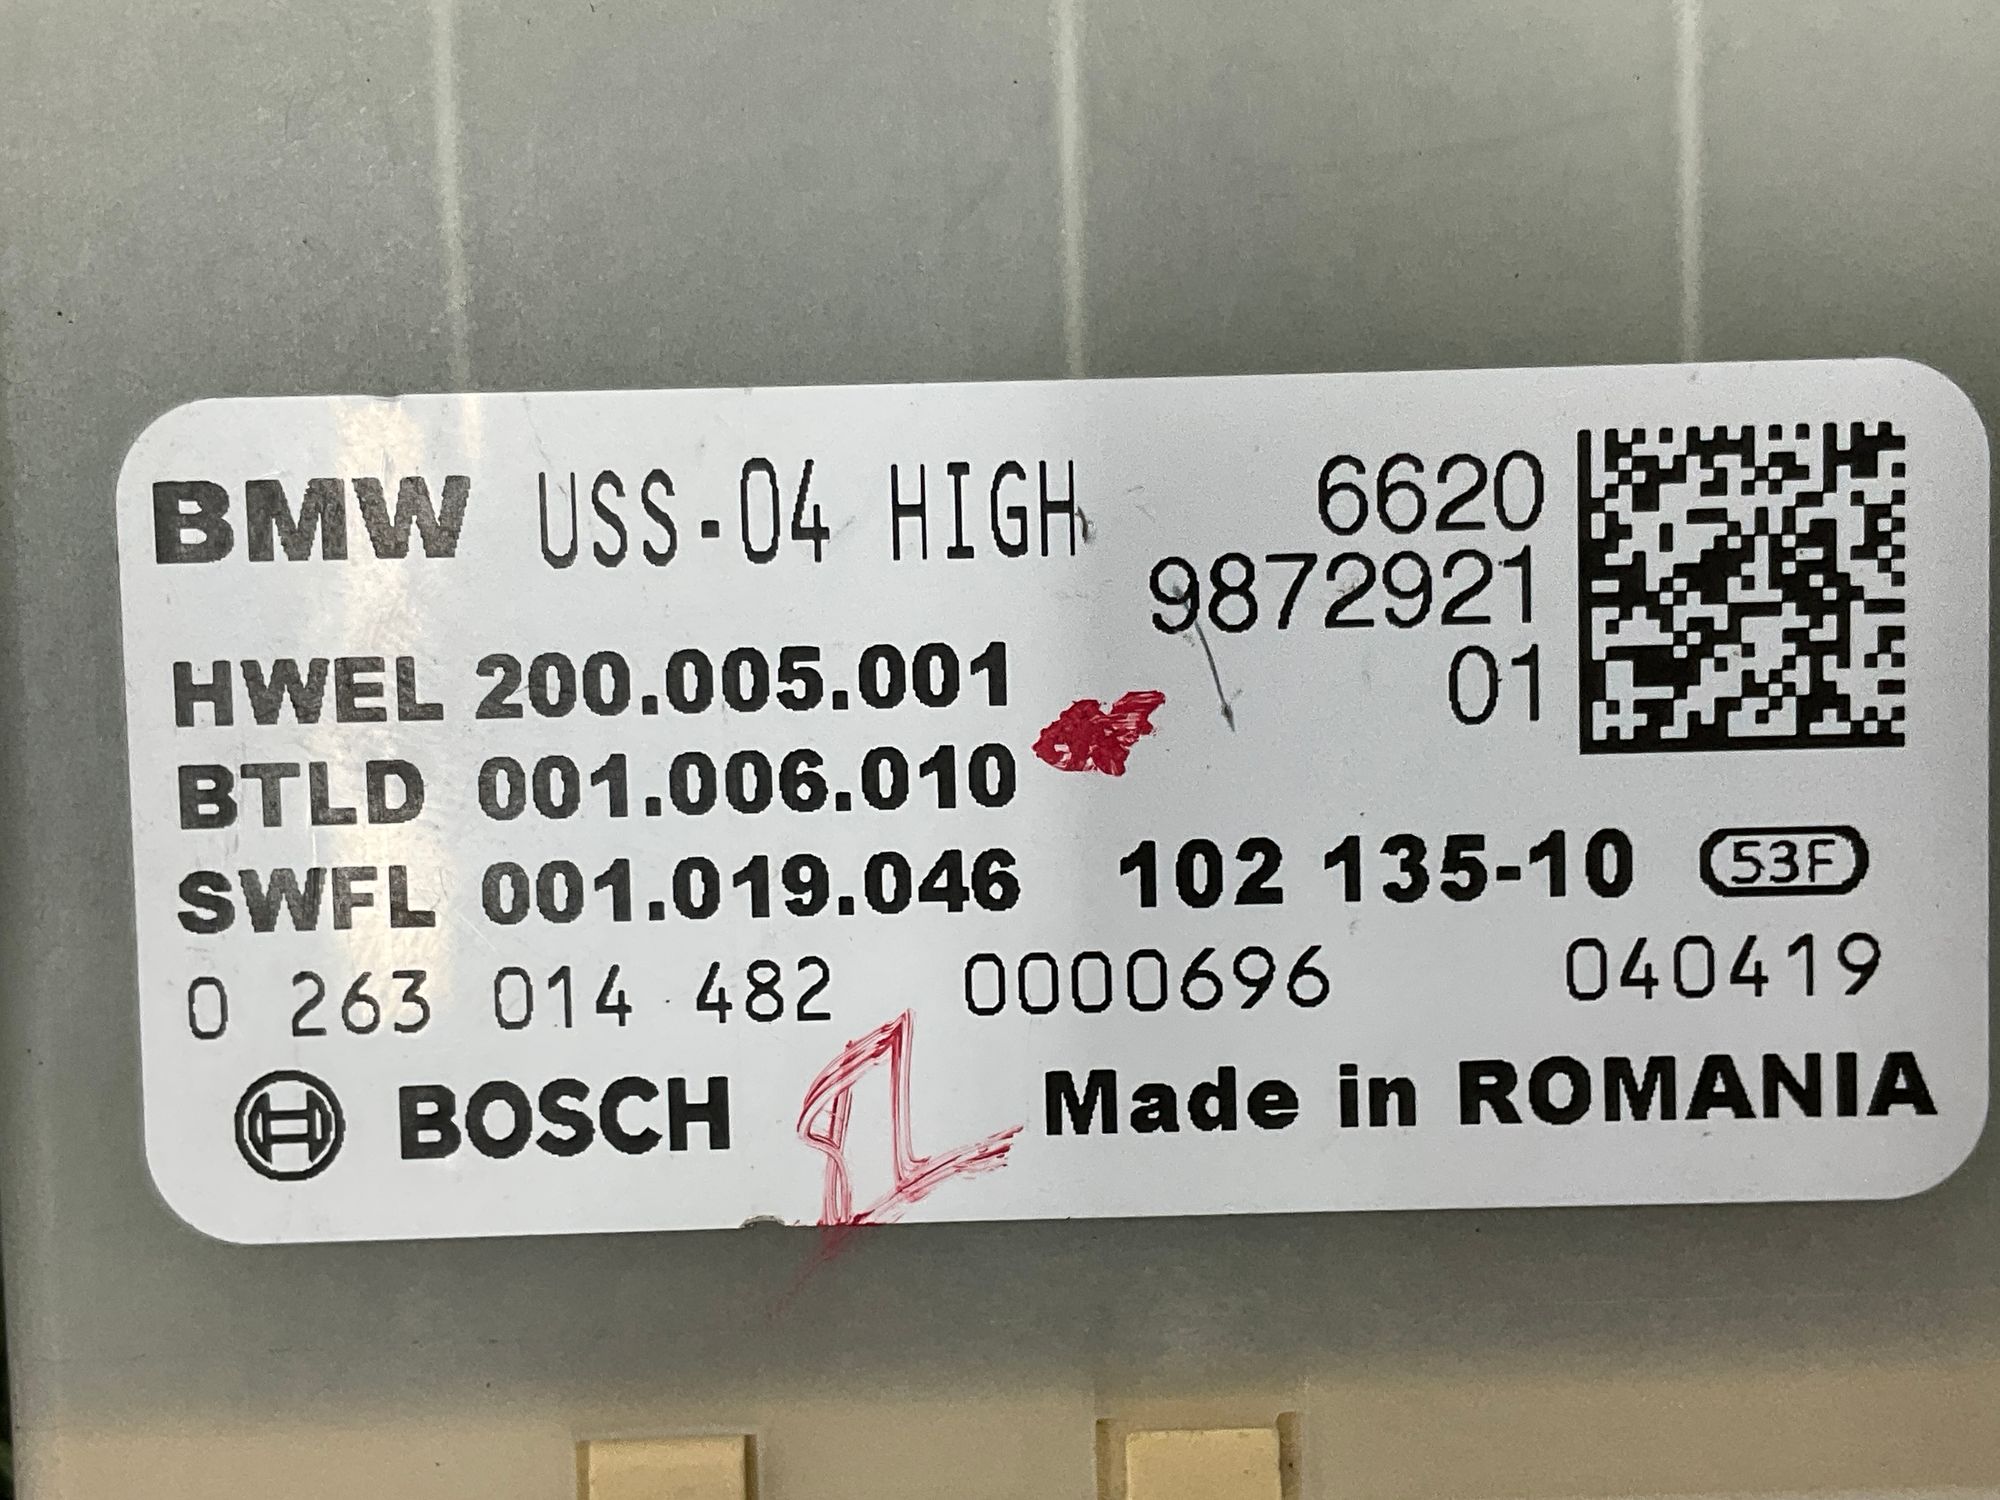 BMW USS-04 HIGH 6620
9872921
01
HWEL 200.005.001
BTLD 001.006.010
SWFL 001.019.046 102 135-10 53F
0 263 014 482 0000696 040419
BOSCH Made in ROMANIA